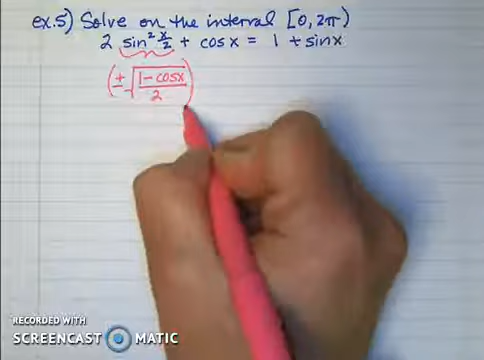 ex.5) Solve on the interval [0, 2π)
2 sin² x/2 + cos x = 1 + sin x
(± √(1 - cos x / 2))
RECORDED WITH
SCREENCAST MATIC